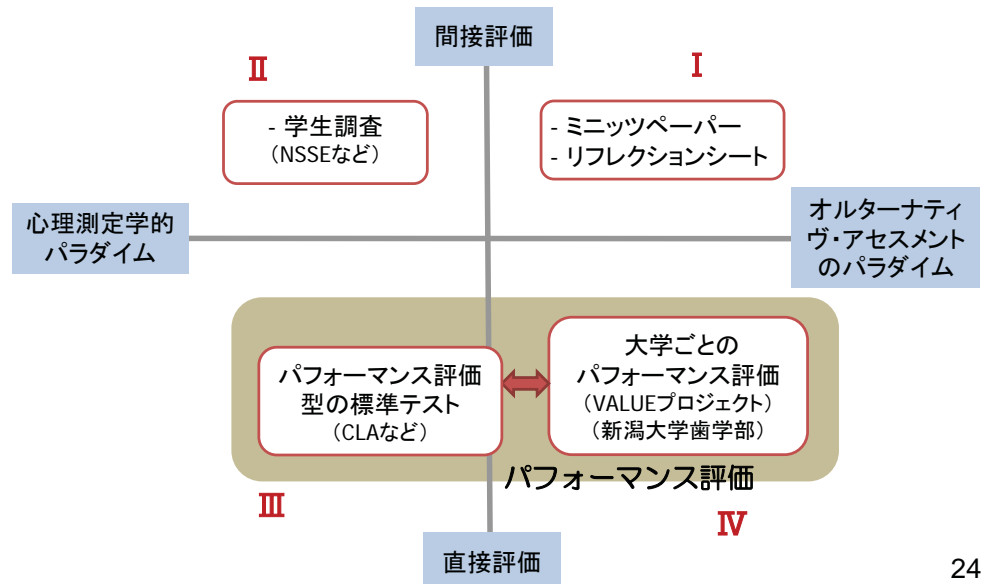 間接評価
Ⅱ
Ⅰ
- 学生調査
(NSSEなど)
- ミニッツペーパー
- リフレクションシート
心理測定学的
パラダイム
オルターナティ
ヴ・アセスメント
のパラダイム
パフォーマンス評価
型の標準テスト
(CLAなど)
大学ごとの
パフォーマンス評価
(VALUEプロジェクト)
(新潟大学歯学部)
パフォーマンス評価
Ⅲ
Ⅳ
直接評価
24